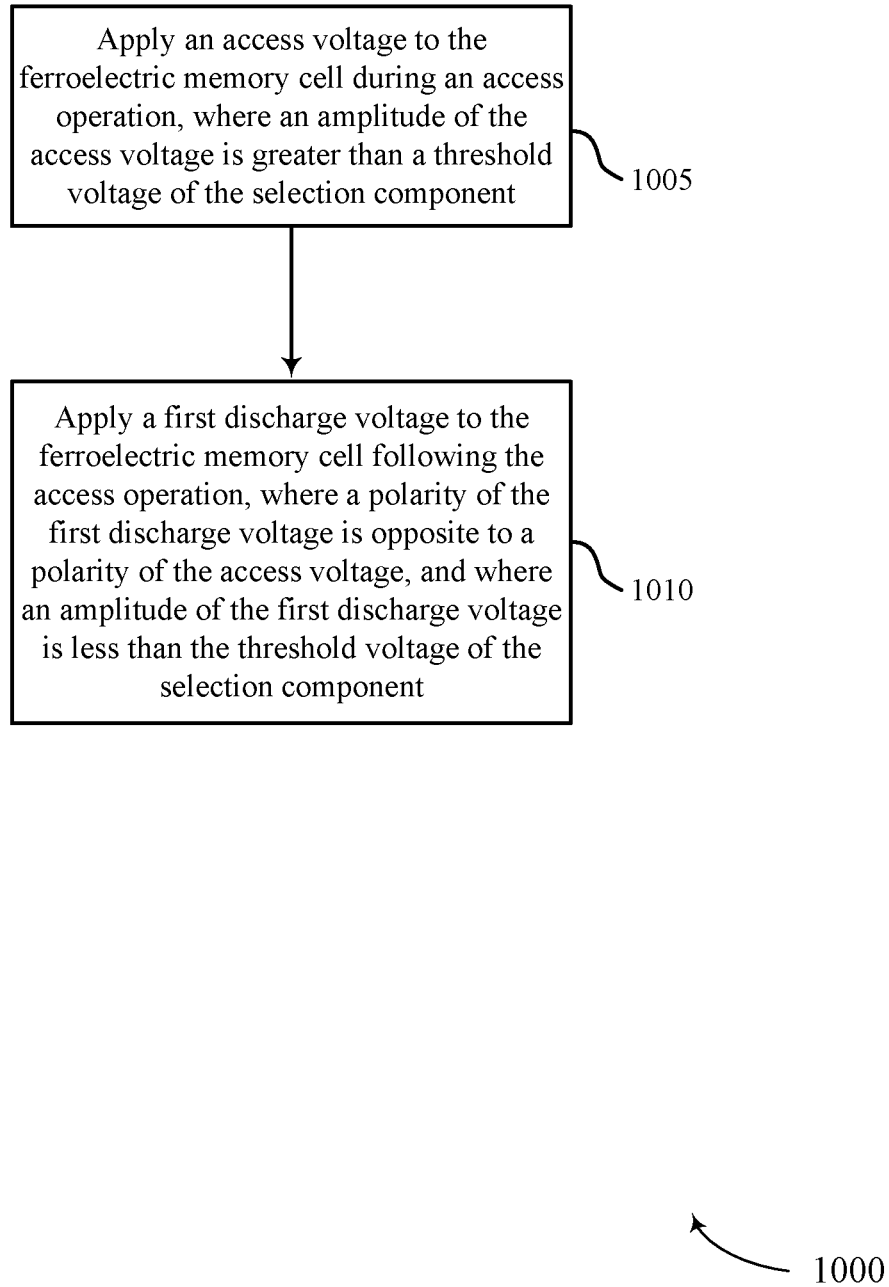 Apply an access voltage to the
ferroelectric memory cell during an access
operation, where an amplitude of the
access voltage is greater than a threshold
voltage of the selection component
1005
Apply a first discharge voltage to the
ferroelectric memory cell following the
access operation, where a polarity of the
first discharge voltage is opposite to a
polarity of the access voltage, and where
an amplitude of the first discharge voltage
is less than the threshold voltage of the
selection component
1010
1000